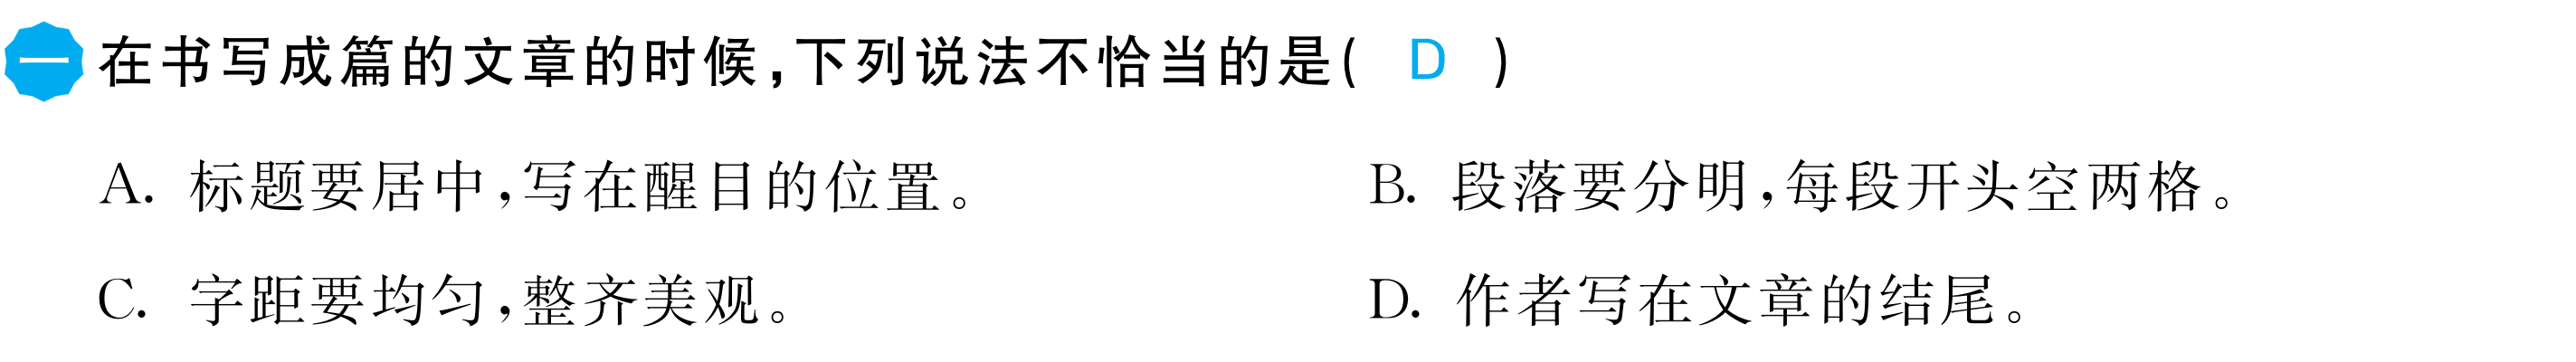 一 在书写成篇的文章的时候,下列说法不恰当的是( D )
A. 标题要居中,写在醒目的位置。 B. 段落要分明,每段开头空两格。
C. 字距要均匀,整齐美观。 D. 作者写在文章的结尾。